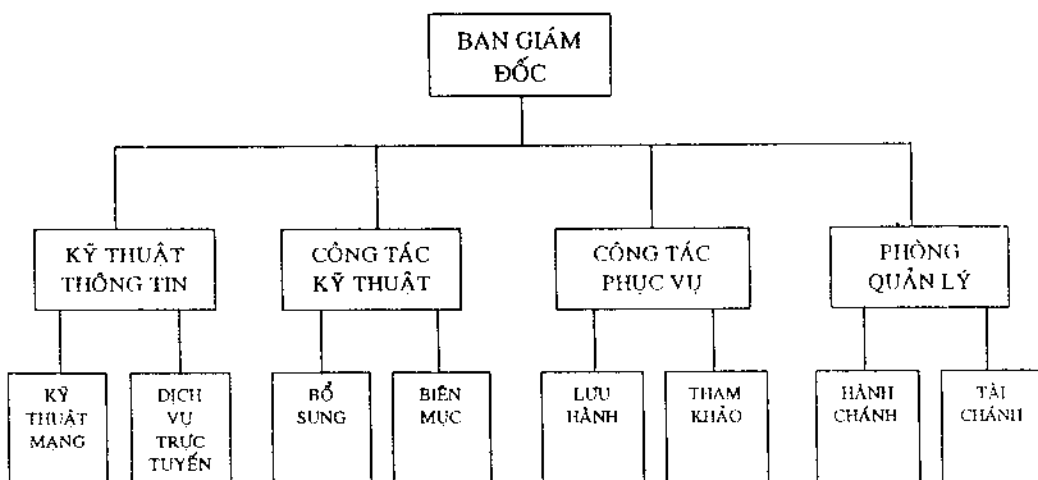 BAN GIÁM
ĐỐC
KỸ THUẬT
THÔNG TIN
CÔNG TÁC
KỸ THUẬT
CÔNG TÁC
PHỤC VỤ
PHÒNG
QUẢN LÝ
KỸ
THUẬT
MẠNG
DỊCH
VỤ
TRỰC
TUYẾN
BỔ
SUNG
BIÊN
MỤC
LƯU
HÀNH
THAM
KHẢO
HÀNH
CHÁNH
TÀI
CHÁNH